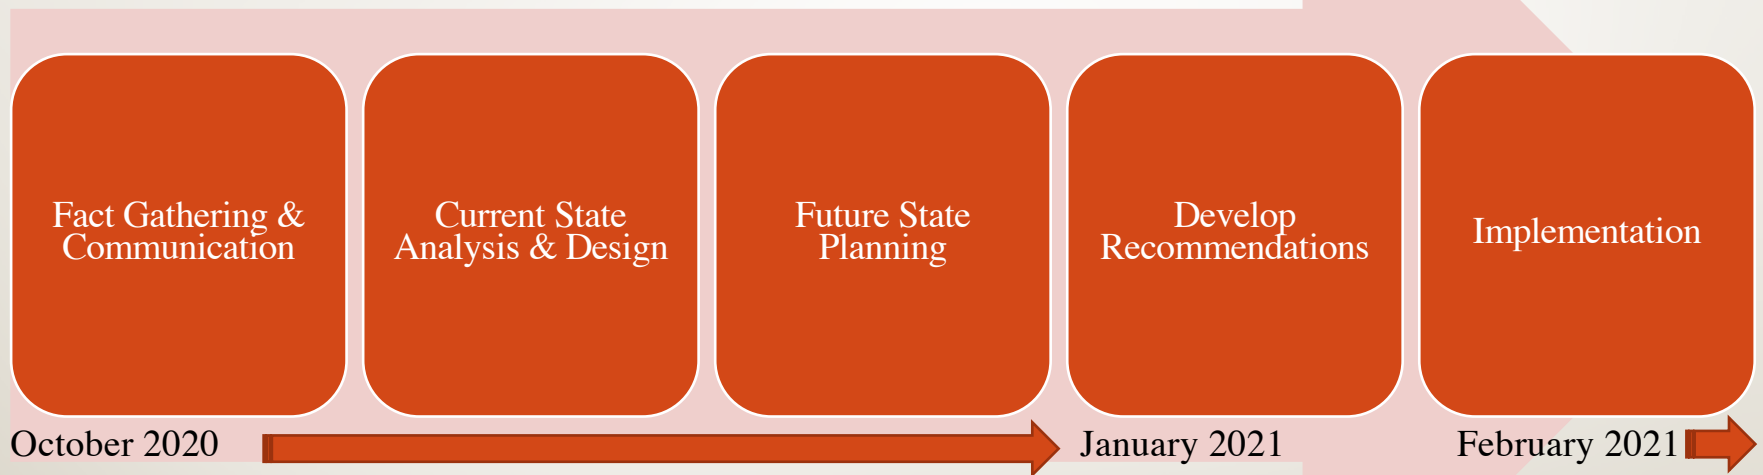 Fact Gathering &
Communication
Current State
Analysis & Design
Future State
Planning
Develop
Recommendations
Implementation
October 2020
January 2021
February 2021